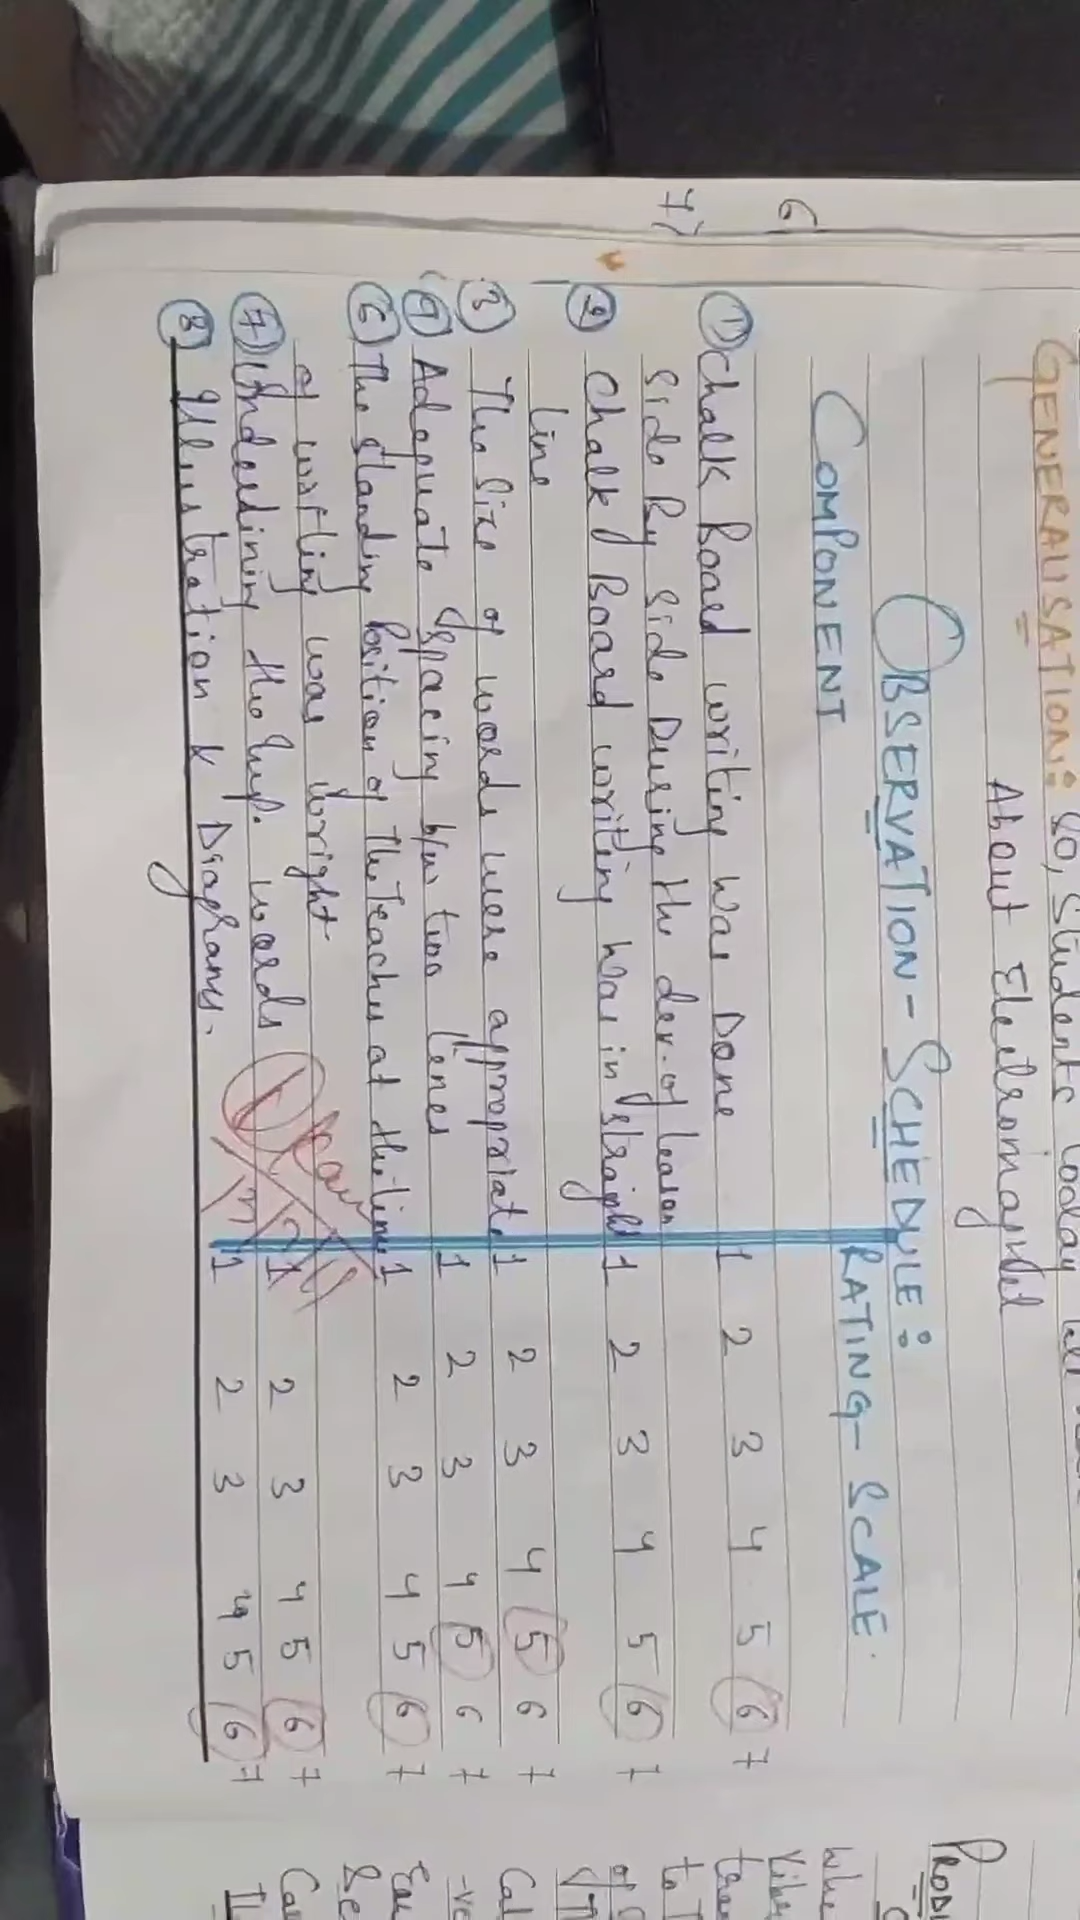 GENERALISATION: So, Students today
About Electromagnet
OBSERVATION-SCHEDULE:
COMPONENT RATING-SCALE
① Chalk Board writing was Done 1 2 3 4 5 6 7
Side By Side During the dev. of leason
② Chalk Board writing was in straight 1 2 3 4 5 6 7
line
③ The Size of words were appropriate 1 2 3 4 5 6 7
Adequate spacing b/w two lines 1 2 3 4 5 6 7
⑥ The standing Position of the Teacher at the time 1 2 3 4 5 6 7
of writing was wright.
⑦ Underlining the Imp. words 1 2 3 4 5 6 7
⑧ Illustration & Diaghams. 1 2 3 4 5 6 7
6
7)